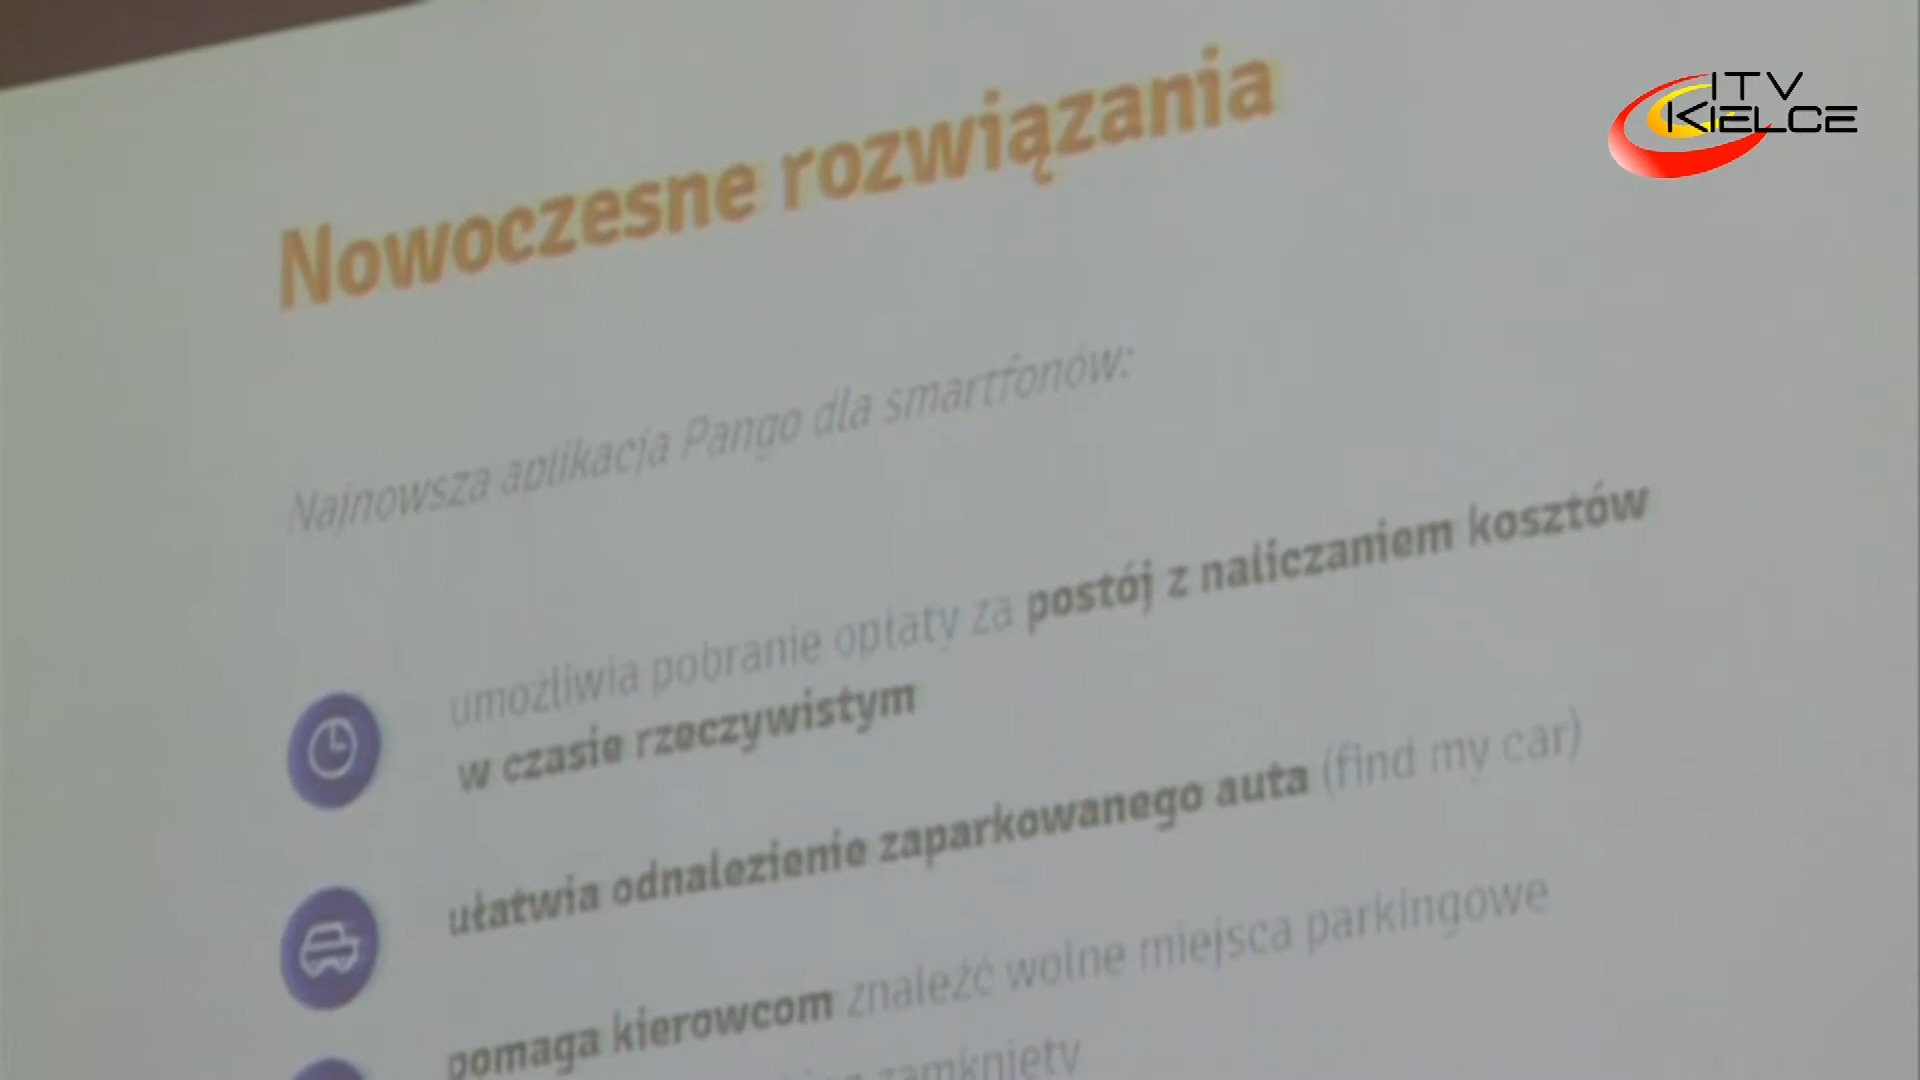 ITV
KIELCE
Nowoczesne rozwiązania
Najnowsza aplikacja Pango dla smartfonów:
umożliwia pobranie opłaty za postój z naliczaniem kosztów
w czasie rzeczywistym
ułatwia odnalezienie zaparkowanego auta (find my car)
pomaga kierowcom znaleźć wolne miejsca parkingowe
zamknięty